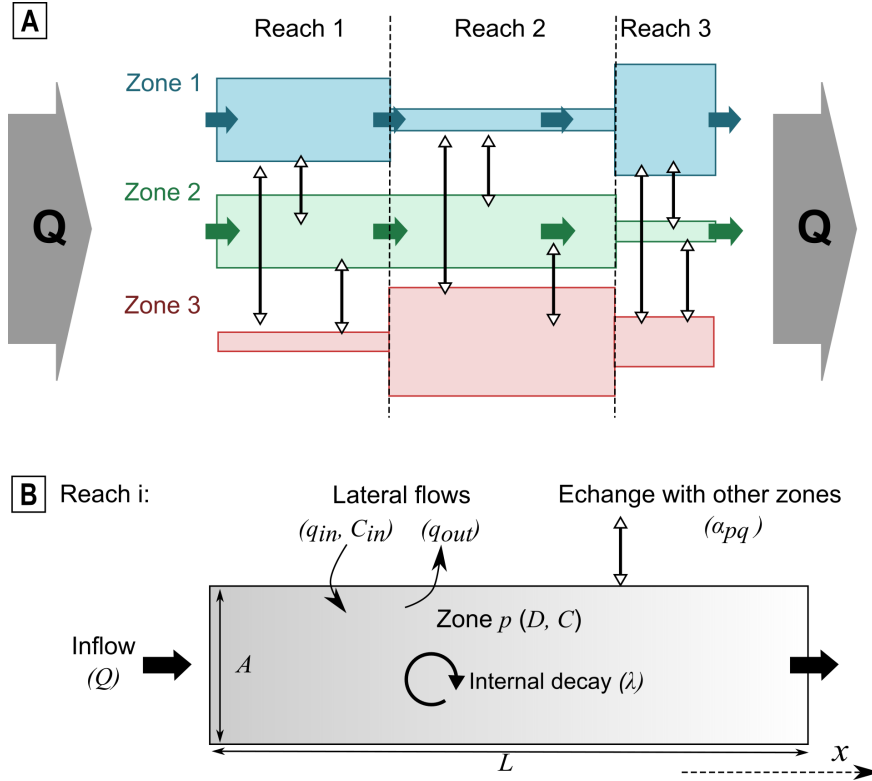 A
Reach 1 Reach 2 Reach 3
Zone 1
Zone 2
Q Q
Zone 3
B Reach i:
Lateral flows Echange with other zones
(q_in, C_in) (q_out) (α_pq )
Zone p (D, C)
Inflow
(Q)
A
Internal decay (λ)
L
x